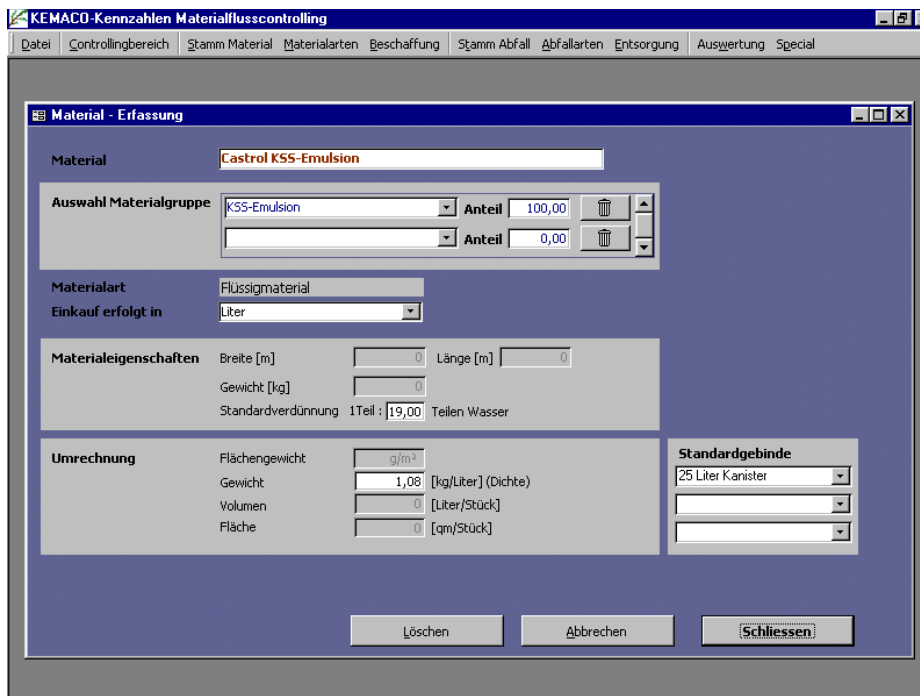 KEMACO-Kennzahlen Materialflusscontrolling
Datei Controllingbereich Stamm Material Materialarten Beschaffung Stamm Abfall Abfallarten Entsorgung Auswertung Special
Material - Erfassung
Material Castrol KSS-Emulsion
Auswahl Materialgruppe KSS-Emulsion Anteil 100,00
Anteil 0,00
Materialart Flüssigmaterial
Einkauf erfolgt in Liter
Materialeigenschaften Breite [m] 0 Länge [m] 0
Gewicht [kg] 0
Standardverdünnung 1Teil : 19,00 Teilen Wasser
Umrechnung Flächengewicht g/m²
Gewicht 1,08 [kg/Liter] (Dichte)
Volumen 0 [Liter/Stück]
Fläche 0 [qm/Stück]
Standardgebinde
25 Liter Kanister
Löschen Abbrechen Schliessen